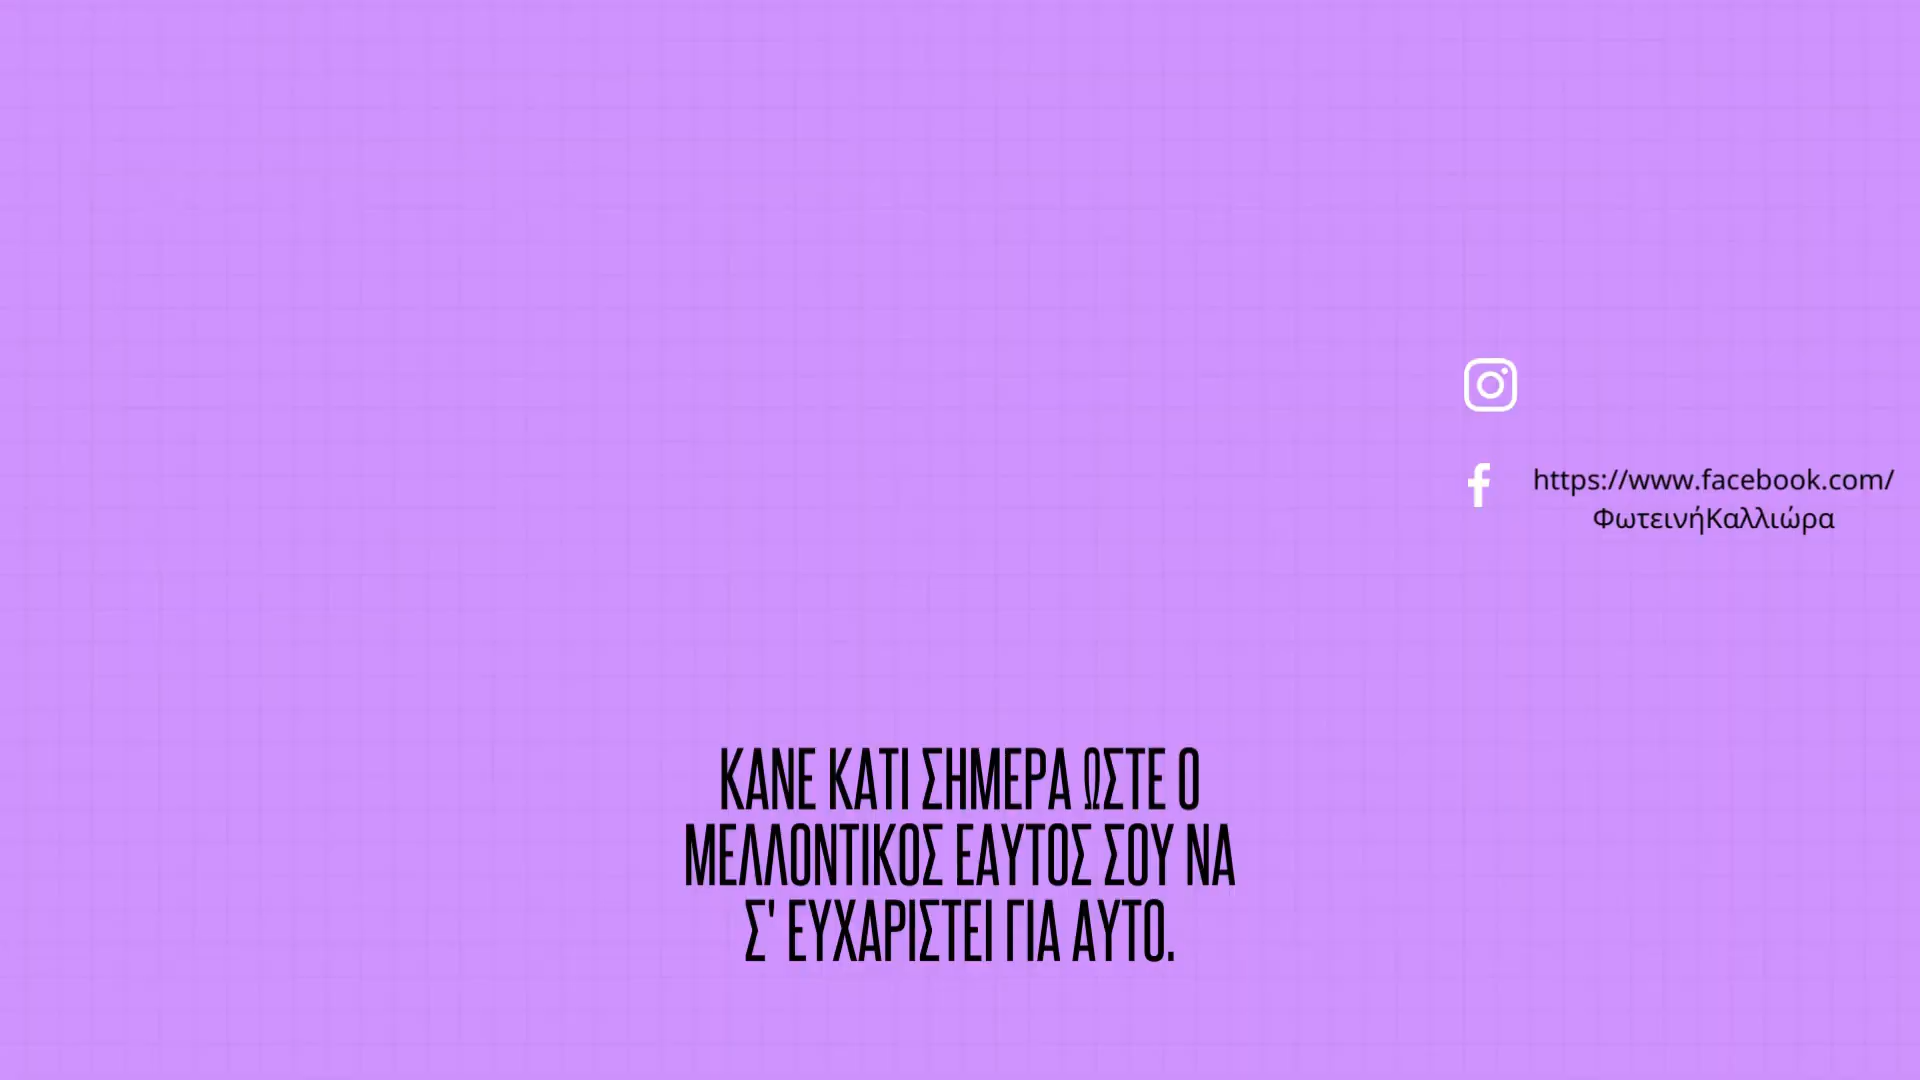 https://www.facebook.com/
ΦωτεινήΚαλλιώρα
ΚΑΝΕ ΚΑΤΙ ΣΗΜΕΡΑ ΩΣΤΕ Ο
ΜΕΛΛΟΝΤΙΚΟΣ ΕΑΥΤΟΣ ΣΟΥ ΝΑ
Σ' ΕΥΧΑΡΙΣΤΕΙ ΓΙΑ ΑΥΤΟ.